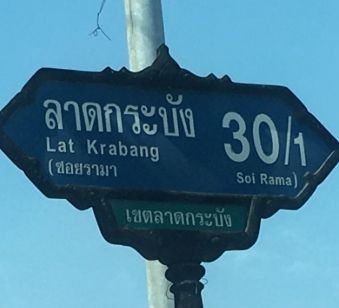 ลาดกระบัง 30/1
Lat Krabang
(ซอยรามา Soi Rama)
เขตลาดกระบัง